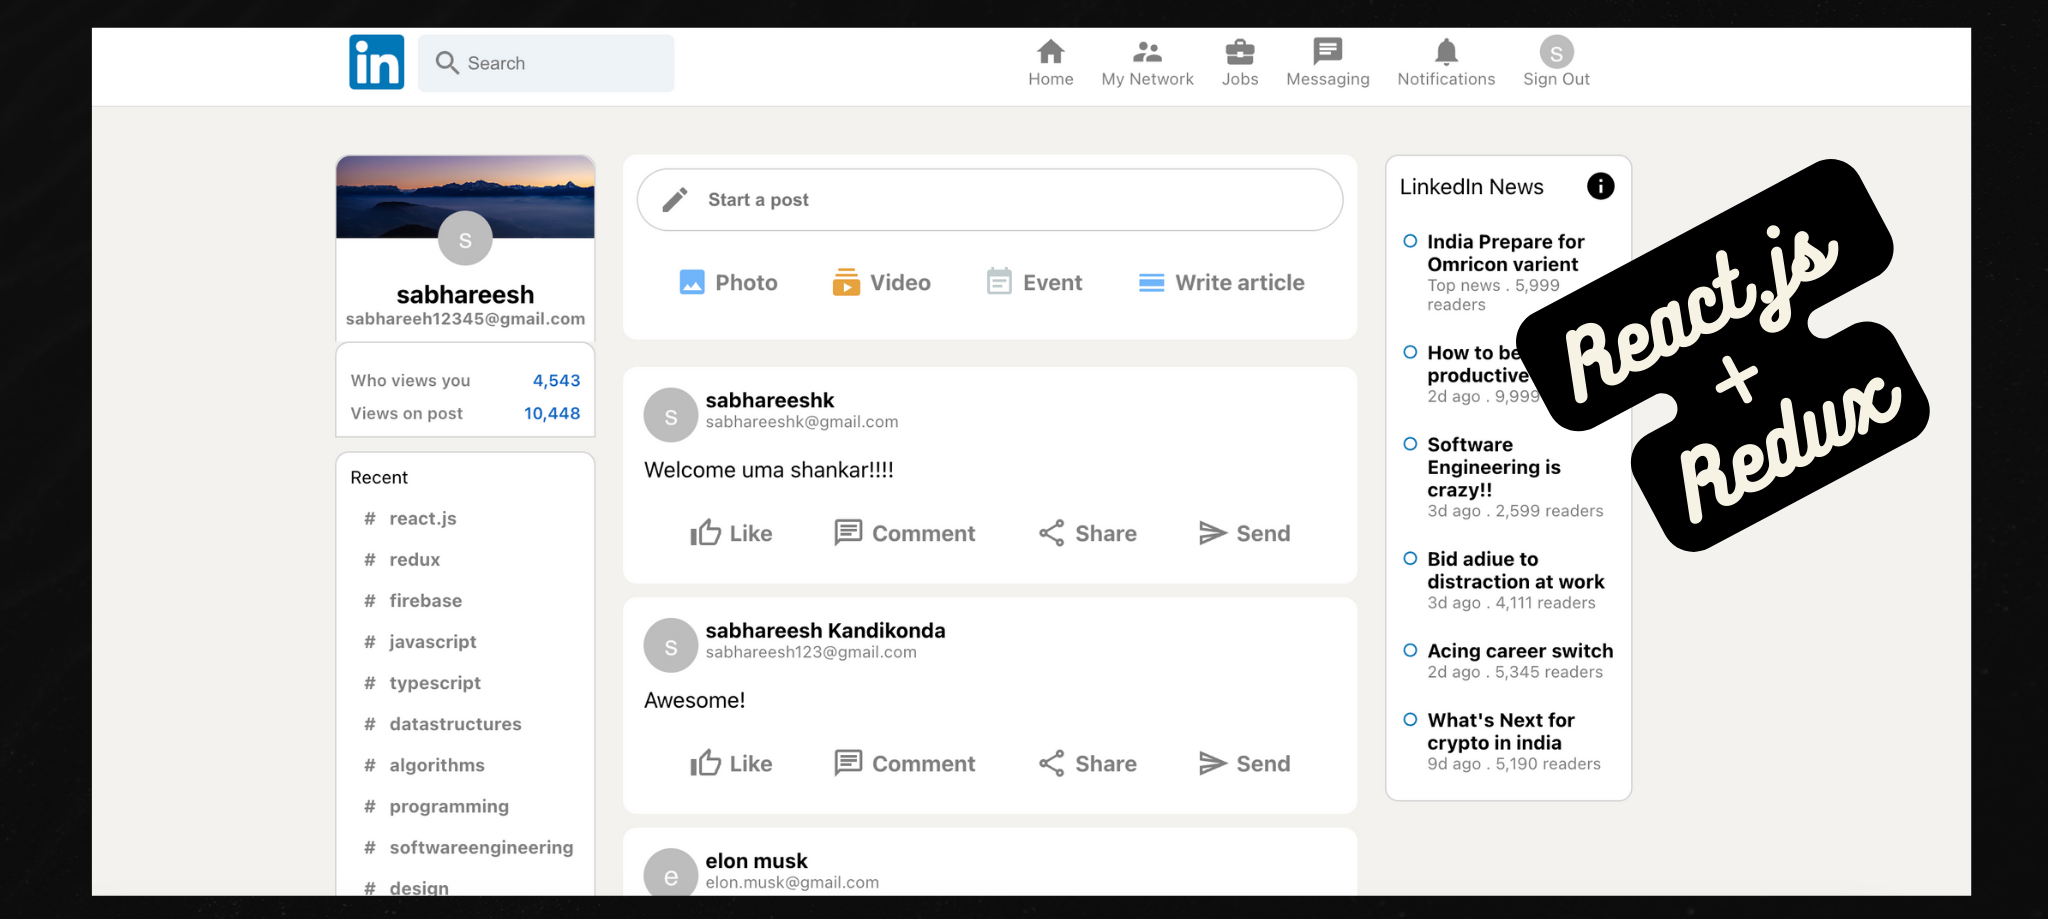 in
Search
Home
My Network
Jobs
Messaging
Notifications
S
Sign Out
s
sabhareesh
sabhareeh12345@gmail.com
Who views you 4,543
Views on post 10,448
Recent
# react.js
# redux
# firebase
# javascript
# typescript
# datastructures
# algorithms
# programming
# softwareengineering
# design
Start a post
Photo
Video
Event
Write article
s
sabhareeshk
sabhareeshk@gmail.com
Welcome uma shankar!!!!
Like
Comment
Share
Send
s
sabhareesh Kandikonda
sabhareesh123@gmail.com
Awesome!
Like
Comment
Share
Send
e
elon musk
elon.musk@gmail.com
LinkedIn News
India Prepare for
Omricon varient
Top news . 5,999
readers
How to be
productive
2d ago . 9,999
Software
Engineering is
crazy!!
3d ago . 2,599 readers
Bid adiue to
distraction at work
3d ago . 4,111 readers
Acing career switch
2d ago . 5,345 readers
What's Next for
crypto in india
9d ago . 5,190 readers
React.js
+
Redux